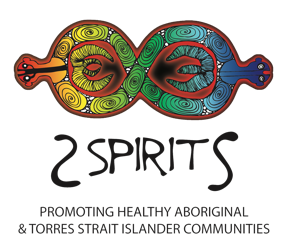 2 SPIRITS
PROMOTING HEALTHY ABORIGINAL
& TORRES STRAIT ISLANDER COMMUNITIES